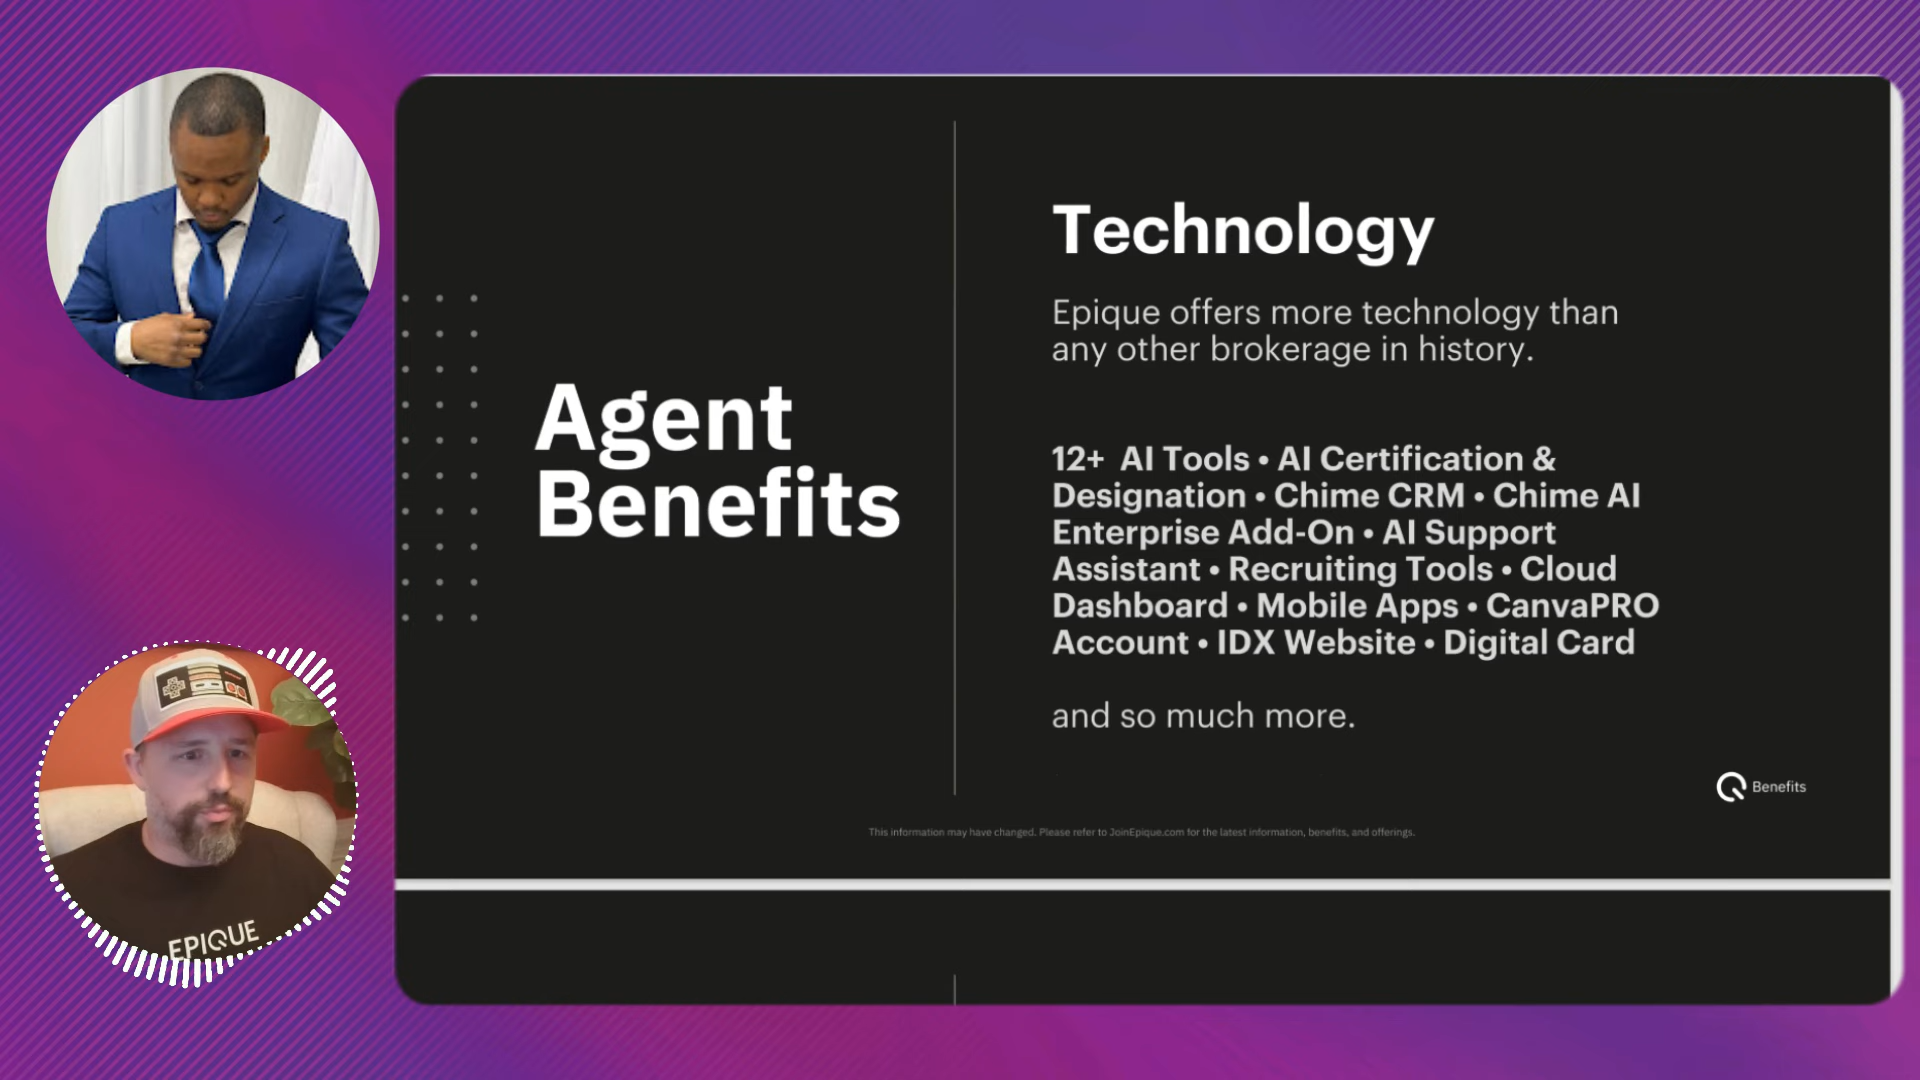 Agent
Benefits
Technology
Epique offers more technology than
any other brokerage in history.
12+ AI Tools • AI Certification &
Designation • Chime CRM • Chime AI
Enterprise Add-On • AI Support
Assistant • Recruiting Tools • Cloud
Dashboard • Mobile Apps • CanvaPRO
Account • IDX Website • Digital Card
and so much more.
Benefits
This information may have changed. Please refer to JoinEpique.com for the latest information, benefits, and offerings.
EPIQUE